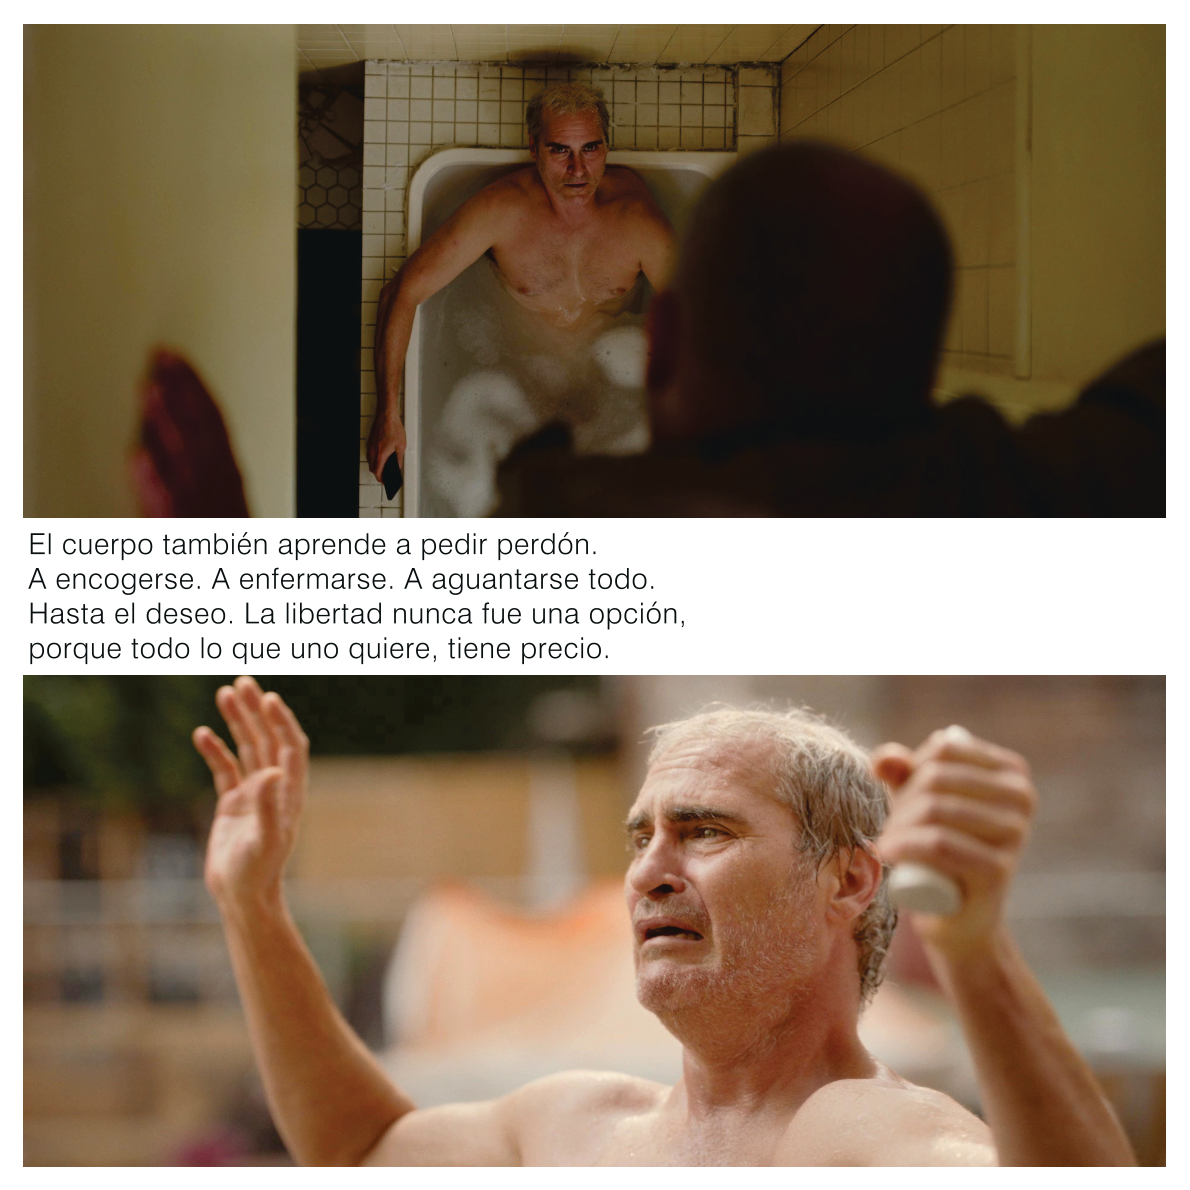 El cuerpo también aprende a pedir perdón.
A encogerse. A enfermarse. A aguantarse todo.
Hasta el deseo. La libertad nunca fue una opción,
porque todo lo que uno quiere, tiene precio.